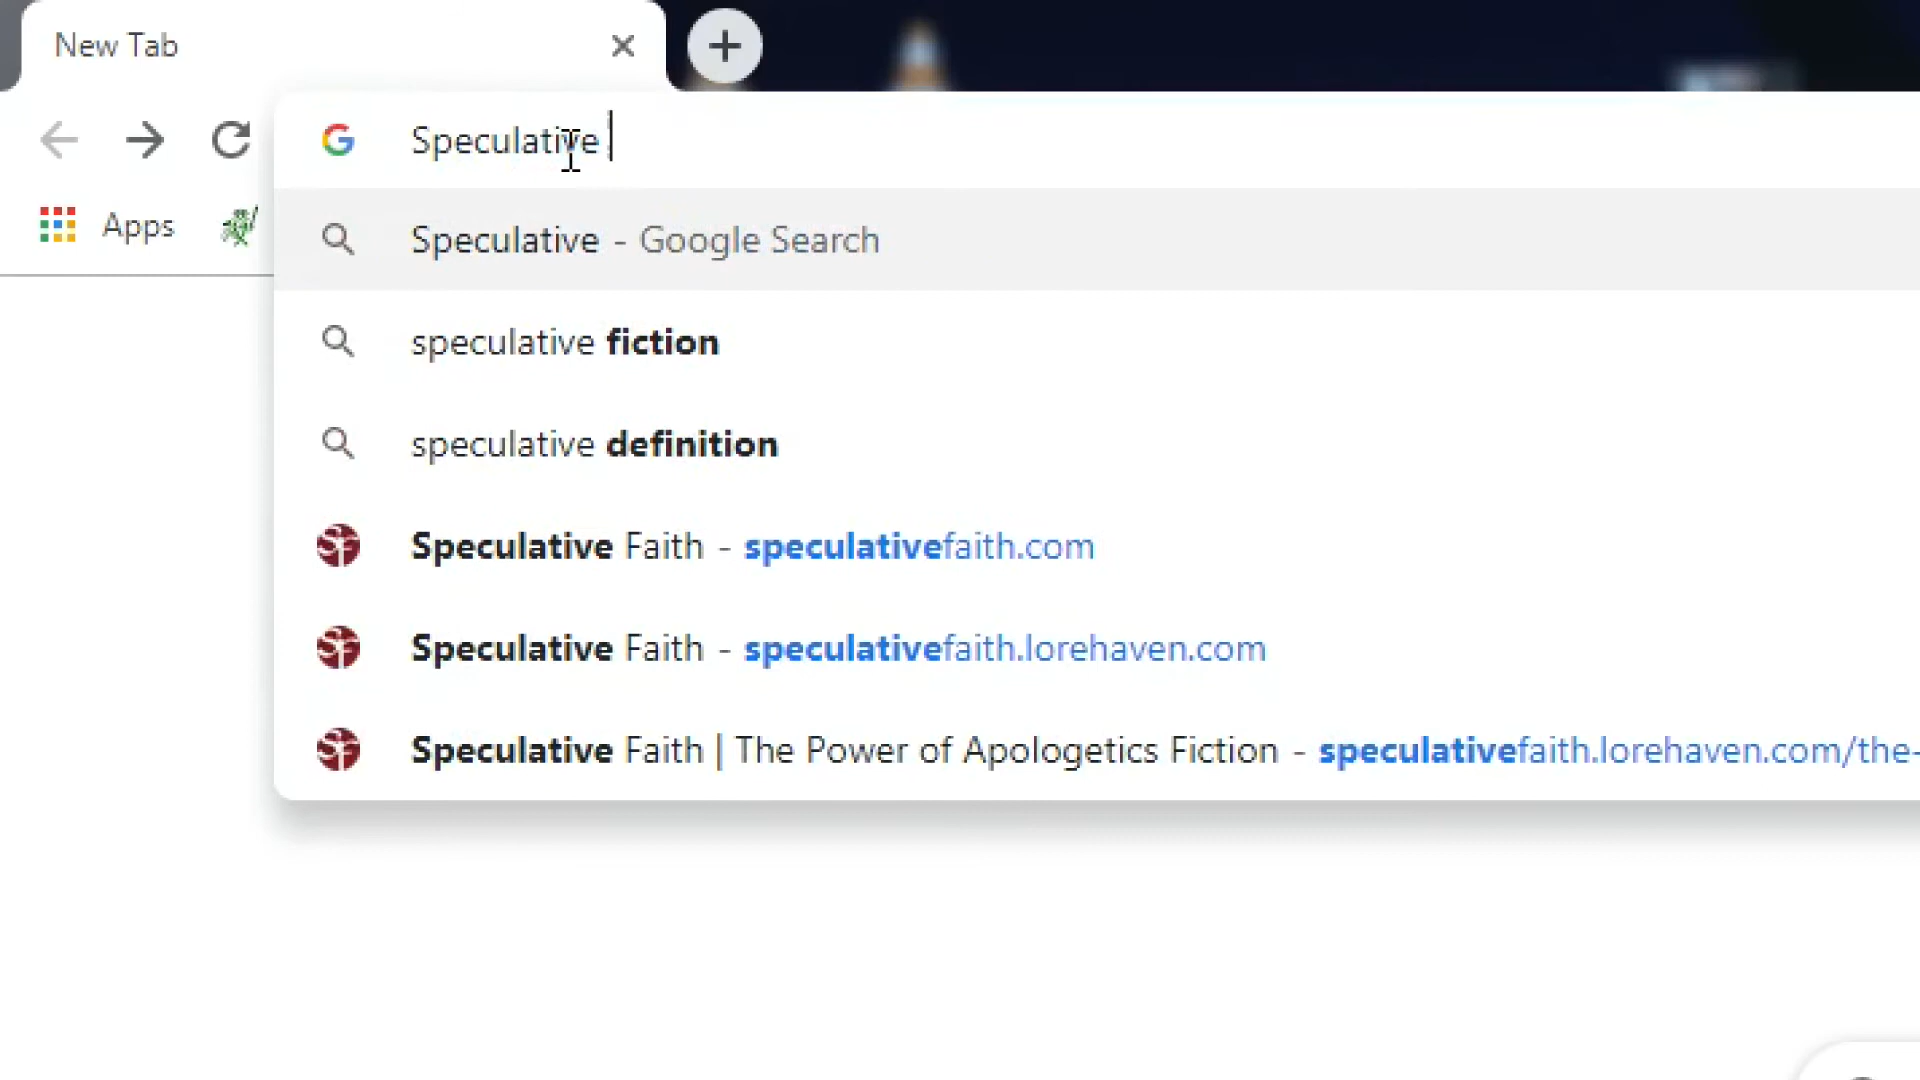 New Tab
Speculative
Apps
Speculative - Google Search
speculative fiction
speculative definition
Speculative Faith - speculativefaith.com
Speculative Faith - speculativefaith.lorehaven.com
Speculative Faith | The Power of Apologetics Fiction - speculativefaith.lorehaven.com/the-